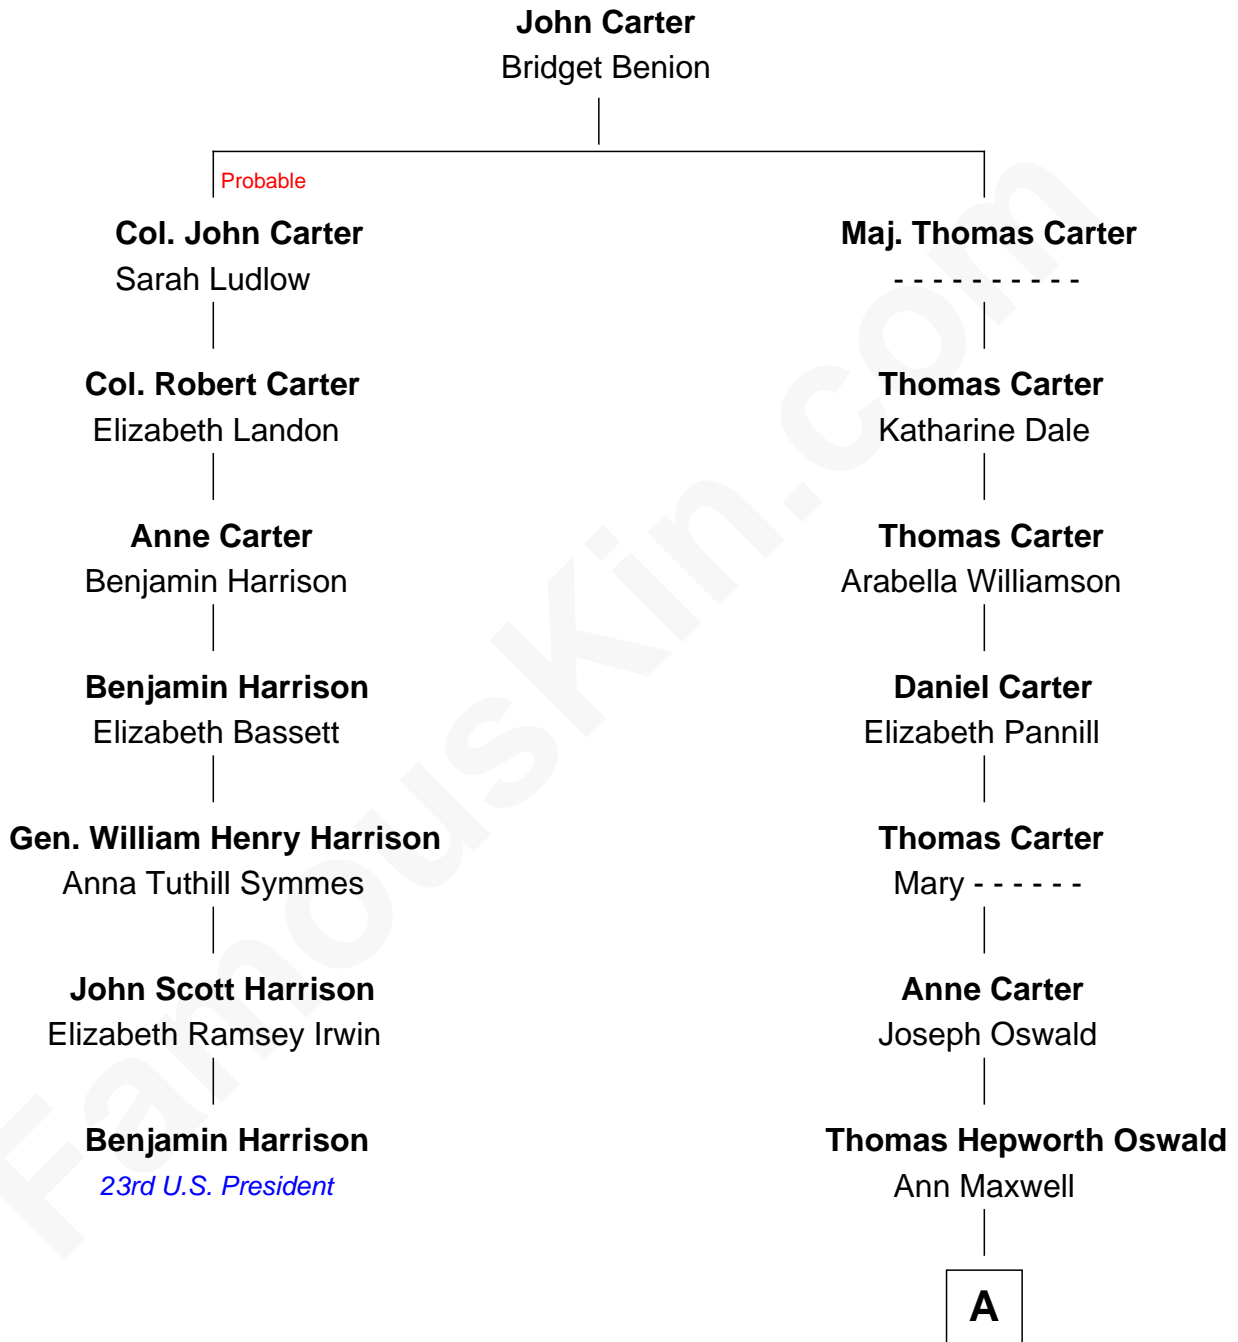 John Carter
Bridget Benion
Probable
Col. John Carter
Sarah Ludlow
Maj. Thomas Carter
- - - - - - - - - -
Col. Robert Carter
Elizabeth Landon
Thomas Carter
Katharine Dale
Anne Carter
Benjamin Harrison
Thomas Carter
Arabella Williamson
Benjamin Harrison
Elizabeth Bassett
Daniel Carter
Elizabeth Pannill
Gen. William Henry Harrison
Anna Tuthill Symmes
Thomas Carter
Mary - - - - - -
John Scott Harrison
Elizabeth Ramsey Irwin
Anne Carter
Joseph Oswald
Benjamin Harrison
23rd U.S. President
Thomas Hepworth Oswald
Ann Maxwell
A
FamousKin.com